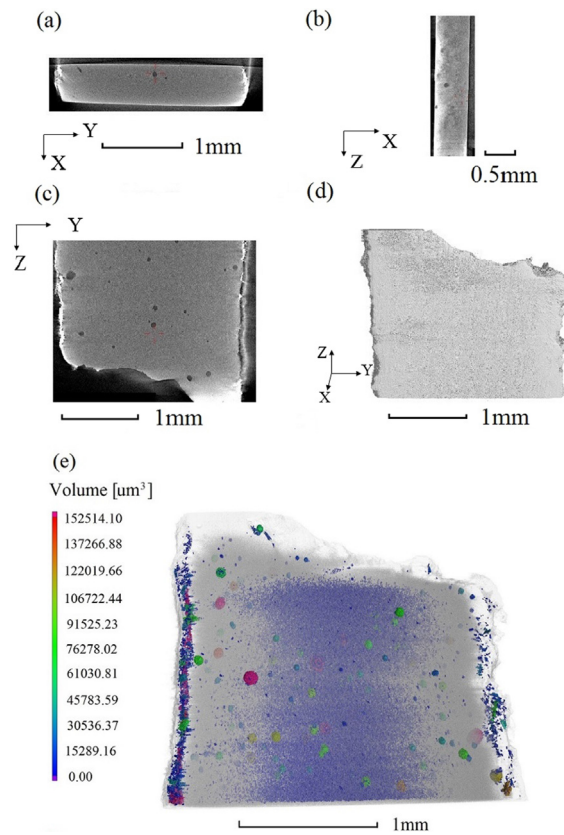 (a)
Y
X
1mm
(b)
X
Z
0.5mm
(c)
Y
Z
1mm
(d)
Z
Y
X
1mm
(e)
Volume [um³]
152514.10
137266.88
122019.66
106722.44
91525.23
76278.02
61030.81
45783.59
30536.37
15289.16
0.00
1mm